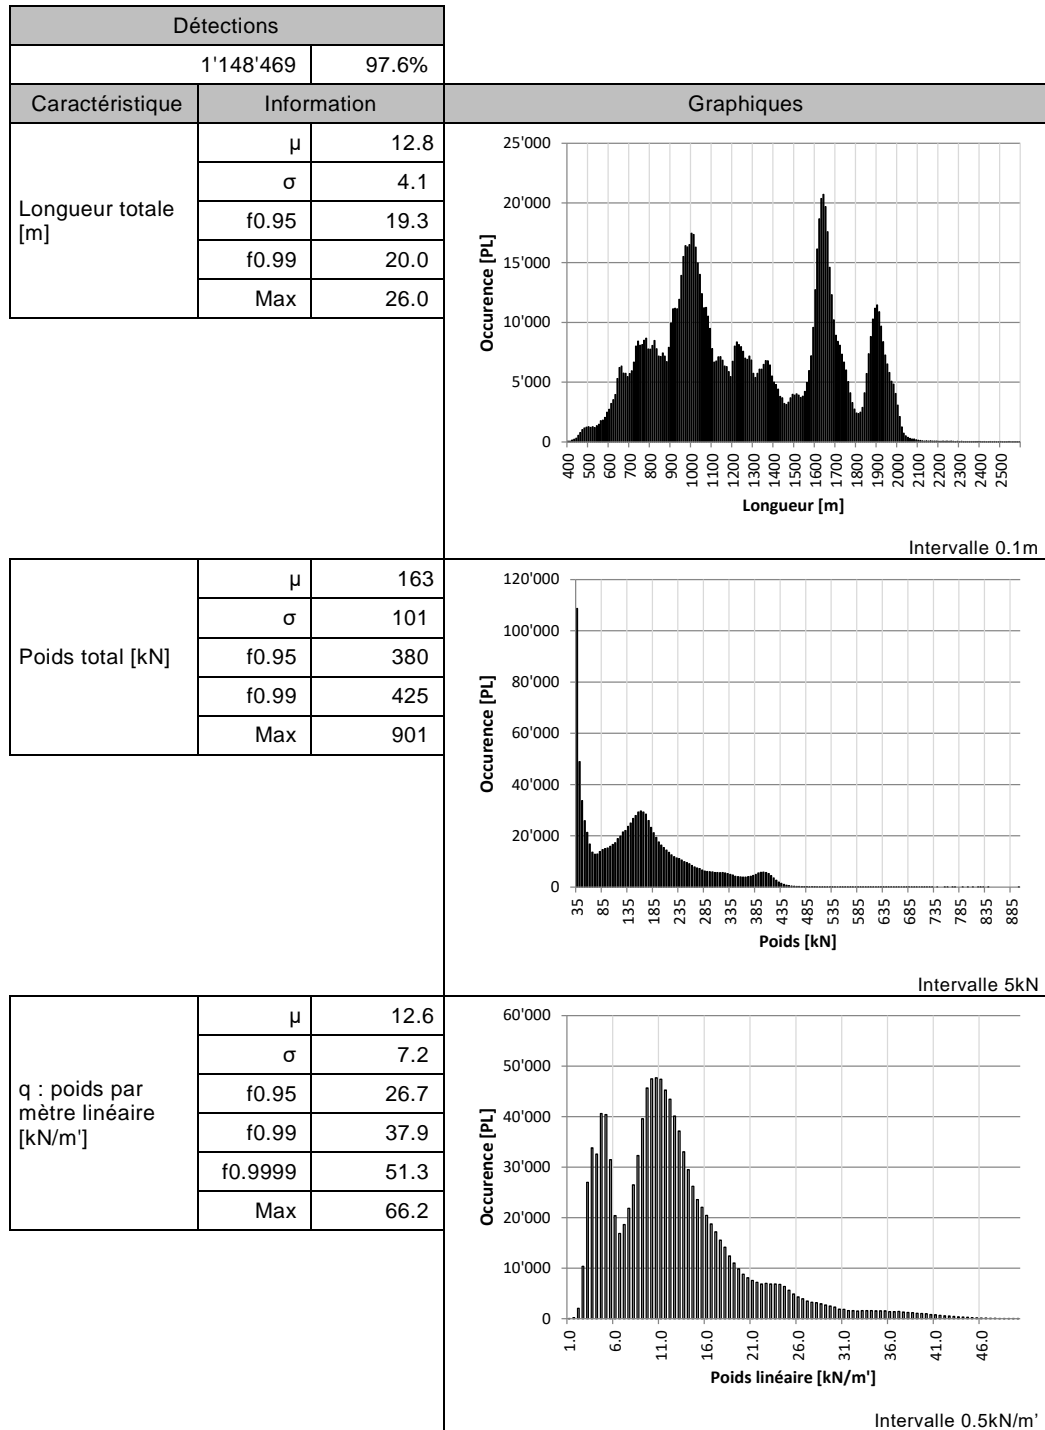 Détections
1'148'469 97.6%
Caractéristique Information Graphiques
Longueur totale [m]
μ 12.8
σ 4.1
f0.95 19.3
f0.99 20.0
Max 26.0
25'000
20'000
15'000
10'000
5'000
0
Occurence [PL]
400 500 600 700 800 900 1000 1100 1200 1300 1400 1500 1600 1700 1800 1900 2000 2100 2200 2300 2400 2500
Longueur [m]
Intervalle 0.1m
Poids total [kN]
μ 163
σ 101
f0.95 380
f0.99 425
Max 901
120'000
100'000
80'000
60'000
40'000
20'000
0
Occurence [PL]
35 85 135 185 235 285 335 385 435 485 535 585 635 685 735 785 835 885
Poids [kN]
Intervalle 5kN
q : poids par
mètre linéaire
[kN/m']
μ 12.6
σ 7.2
f0.95 26.7
f0.99 37.9
f0.9999 51.3
Max 66.2
60'000
50'000
40'000
30'000
20'000
10'000
0
Occurence [PL]
1.0 6.0 11.0 16.0 21.0 26.0 31.0 36.0 41.0 46.0
Poids linéaire [kN/m']
Intervalle 0.5kN/m’